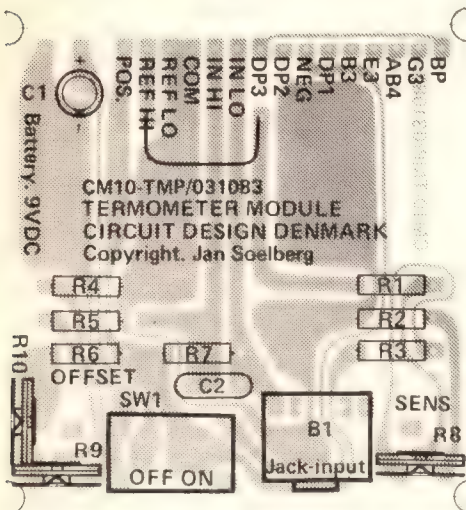 C1 +
-
Battery, 9VDC
POS.
REF HI
REF LO
COM
IN HI
IN LO
DP3
DP2
NEG
DP1
B3
E3
AB4
G3
BP
CM10-TMP/031083
TERMOMETER MODULE
CIRCUIT DESIGN DENMARK
Copyright. Jan Soelberg
R4
R1
R5
R2
R6
R7
R3
OFFSET
C2
R10
R9
SW1
OFF ON
B1
Jack-input
SENS
R8